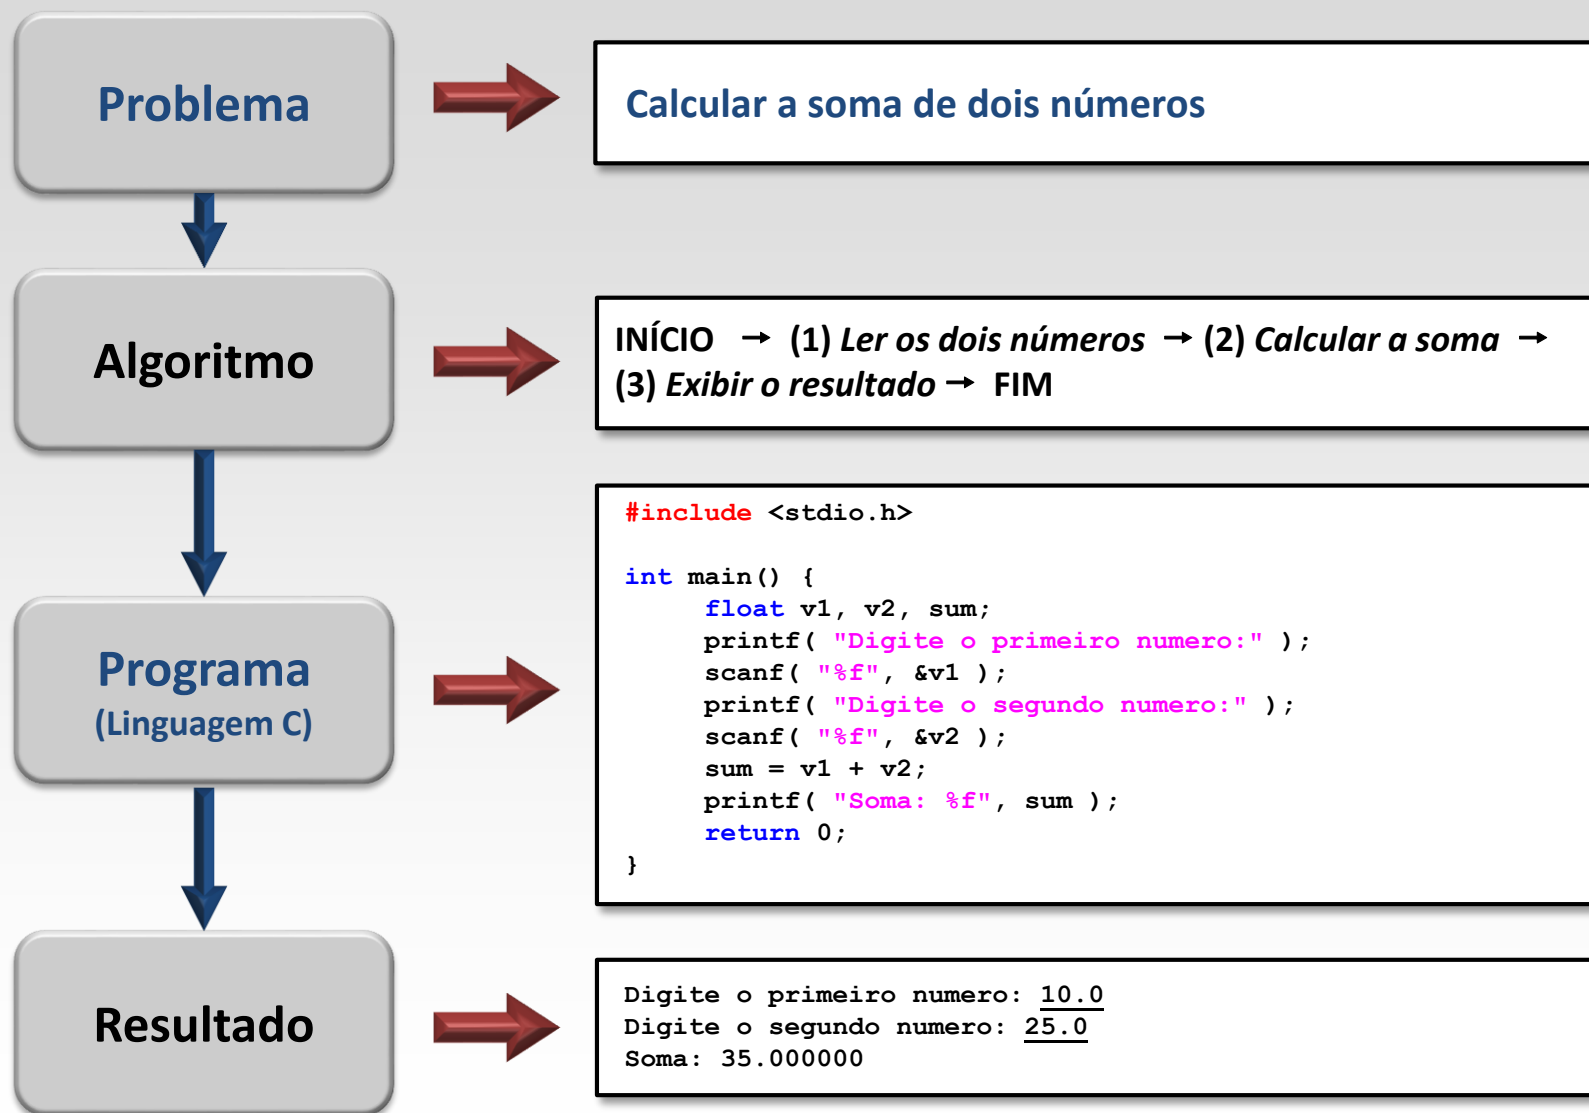 Problema
Calcular a soma de dois números
Algoritmo
INÍCIO → (1) Ler os dois números → (2) Calcular a soma →
(3) Exibir o resultado → FIM
Programa
(Linguagem C)
#include <stdio.h>
int main() {
float v1, v2, sum;
printf( "Digite o primeiro numero:" );
scanf( "%f", &v1 );
printf( "Digite o segundo numero:" );
scanf( "%f", &v2 );
sum = v1 + v2;
printf( "Soma: %f", sum );
return 0;
}
Resultado
Digite o primeiro numero: 10.0
Digite o segundo numero: 25.0
Soma: 35.000000